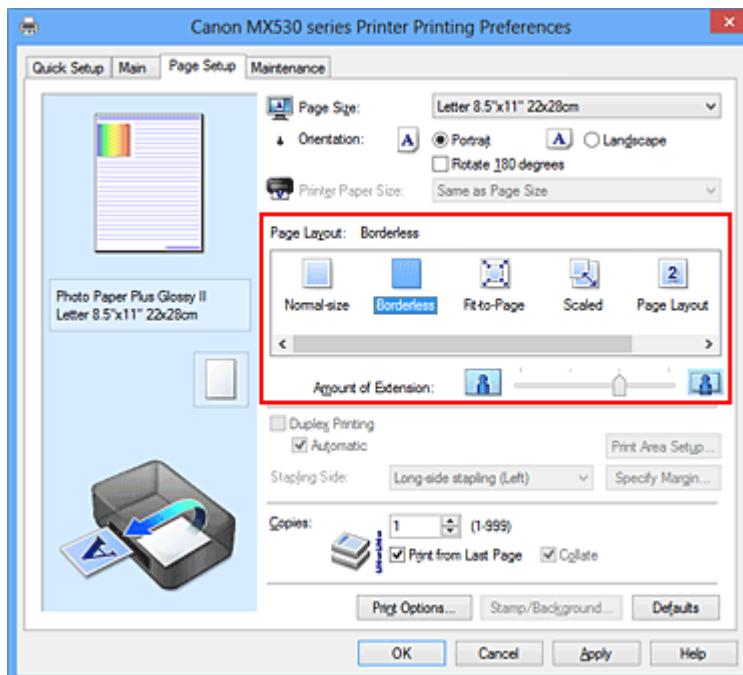 Canon MX530 series Printer Printing Preferences
Quick Setup Main Page Setup Maintenance
Page Size: Letter 8.5"x11" 22x28cm
Orientation: A Portrait A Landscape
Rotate 180 degrees
Printer Paper Size: Same as Page Size
Page Layout: Borderless
2
Normal-size Borderless Fit-to-Page Scaled Page Layout
Photo Paper Plus Glossy II
Letter 8.5"x11" 22x28cm
Amount of Extension:
Duplex Printing
Automatic
Print Area Setup...
Stapling Side: Long-side stapling (Left) Specify Margin...
Copies: 1 (1-999)
Print from Last Page Collate
A
Print Options... Stamp/Background... Defaults
OK Cancel Apply Help